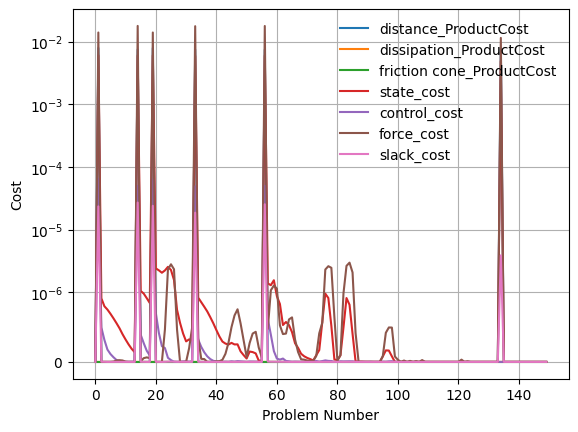 distance_ProductCost
dissipation_ProductCost
friction cone_ProductCost
state_cost
control_cost
force_cost
slack_cost
10⁻²
10⁻³
10⁻⁴
10⁻⁵
10⁻⁶
0
Cost
0 20 40 60 80 100 120 140
Problem Number